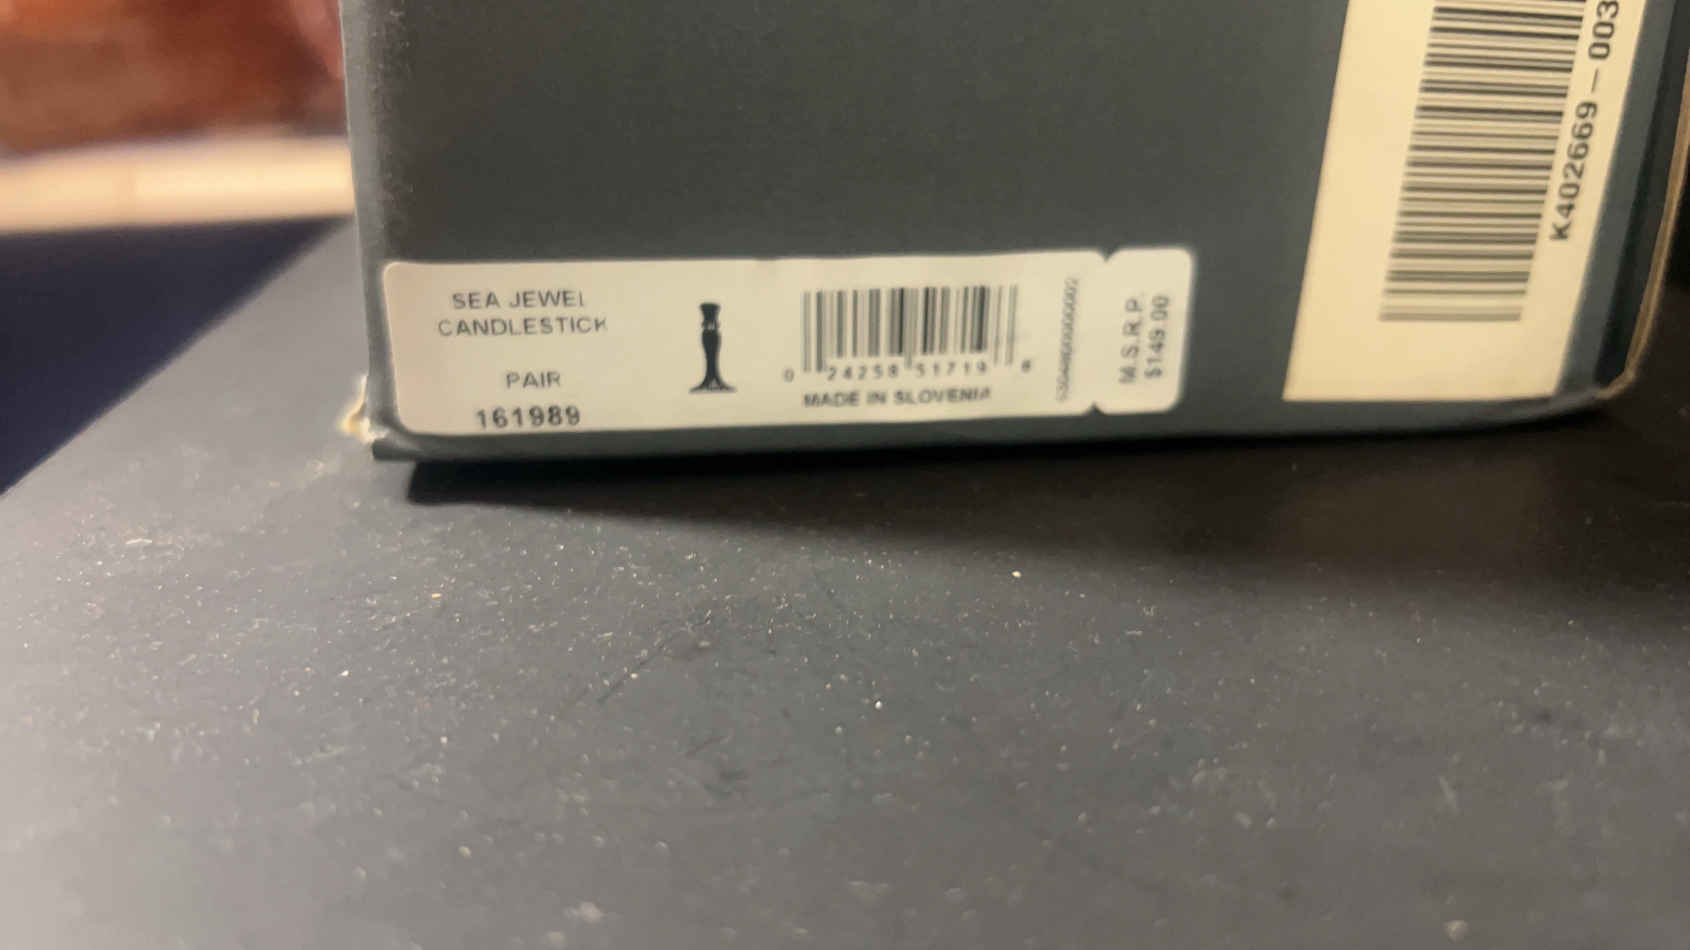 SEA JEWEL
CANDLESTICK
PAIR
161989
0 24258 51719 8
MADE IN SLOVENIA
M.S.R.P.
$149.00
K402669-003